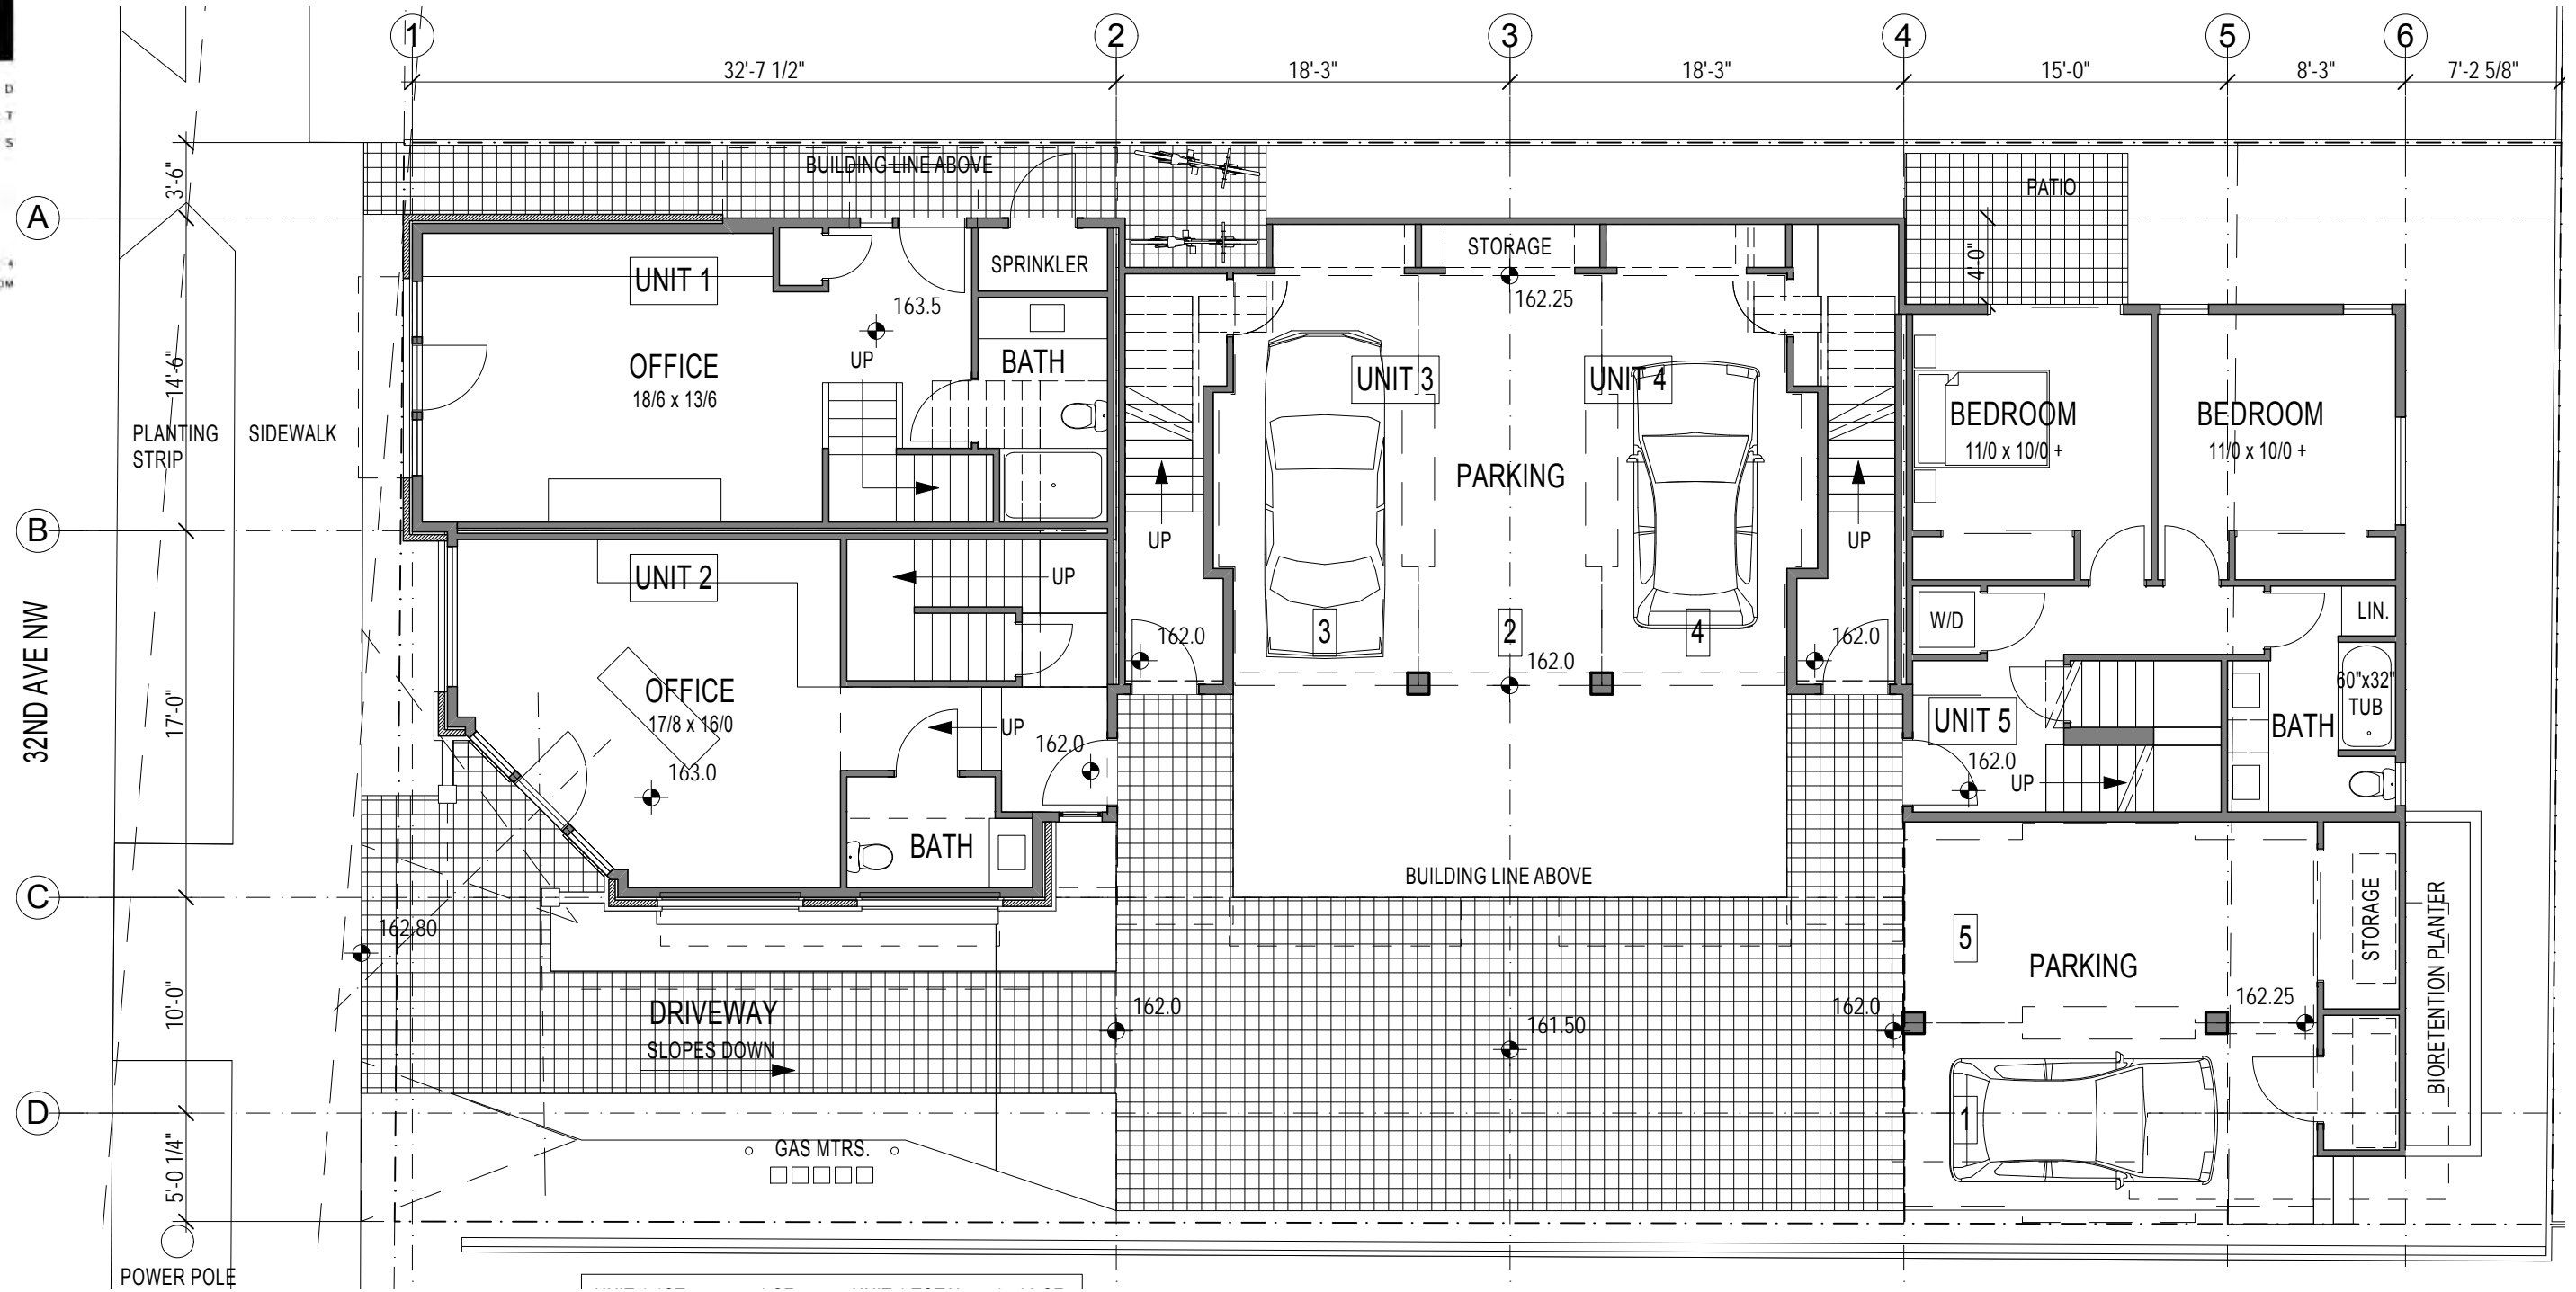 1
2
3
4
5
6
32'-7 1/2"
18'-3"
18'-3"
15'-0"
8'-3"
7'-2 5/8"
D
T
S
4
OM
A
B
C
D
3'-6"
14'-6"
17'-0"
10'-0"
5'-0 1/4"
32ND AVE NW
PLANTING
STRIP
SIDEWALK
POWER POLE
BUILDING LINE ABOVE
UNIT 1
OFFICE
18/6 x 13/6
163.5
UP
SPRINKLER
BATH
UNIT 2
UP
OFFICE
17/8 x 16/0
163.0
UP
162.0
BATH
162.80
DRIVEWAY
SLOPES DOWN
GAS MTRS.
162.0
STORAGE
162.25
UNIT 3
UNIT 4
PARKING
UP
UP
162.0
3
2
4
162.0
162.0
BUILDING LINE ABOVE
161.50
162.0
PATIO
4'-0"
BEDROOM
11/0 x 10/0 +
BEDROOM
11/0 x 10/0 +
W/D
LIN.
60"x32"
TUB
UNIT 5
BATH
162.0
UP
5
PARKING
STORAGE
162.25
1
BIORETENTION PLANTER